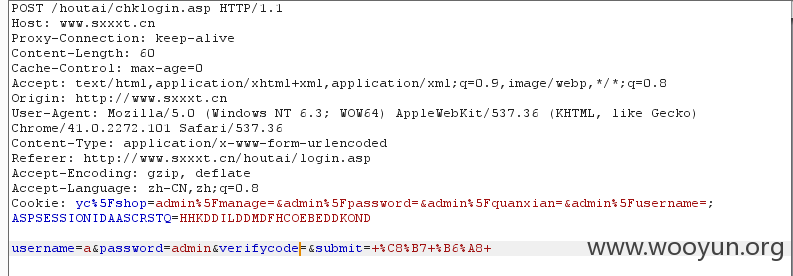 POST /houtai/chklogin.asp HTTP/1.1
Host: www.sxxxt.cn
Proxy-Connection: keep-alive
Content-Length: 60
Cache-Control: max-age=0
Accept: text/html,application/xhtml+xml,application/xml;q=0.9,image/webp,*/*;q=0.8
Origin: http://www.sxxxt.cn
User-Agent: Mozilla/5.0 (Windows NT 6.3; WOW64) AppleWebKit/537.36 (KHTML, like Gecko)
Chrome/41.0.2272.101 Safari/537.36
Content-Type: application/x-www-form-urlencoded
Referer: http://www.sxxxt.cn/houtai/login.asp
Accept-Encoding: gzip, deflate
Accept-Language: zh-CN,zh;q=0.8
Cookie: yc%5Fshop=admin%5Fmanage=&admin%5Fpassword=&admin%5Fquanxian=&admin%5Fusername=;
ASPSESSIONIDAASCRSTQ=HHKDDILDDMDFHCOEBEDDKOND
username=a&password=admin&verifycode=&submit=+%C8%B7+%B6%A8+
www.wooyun.org